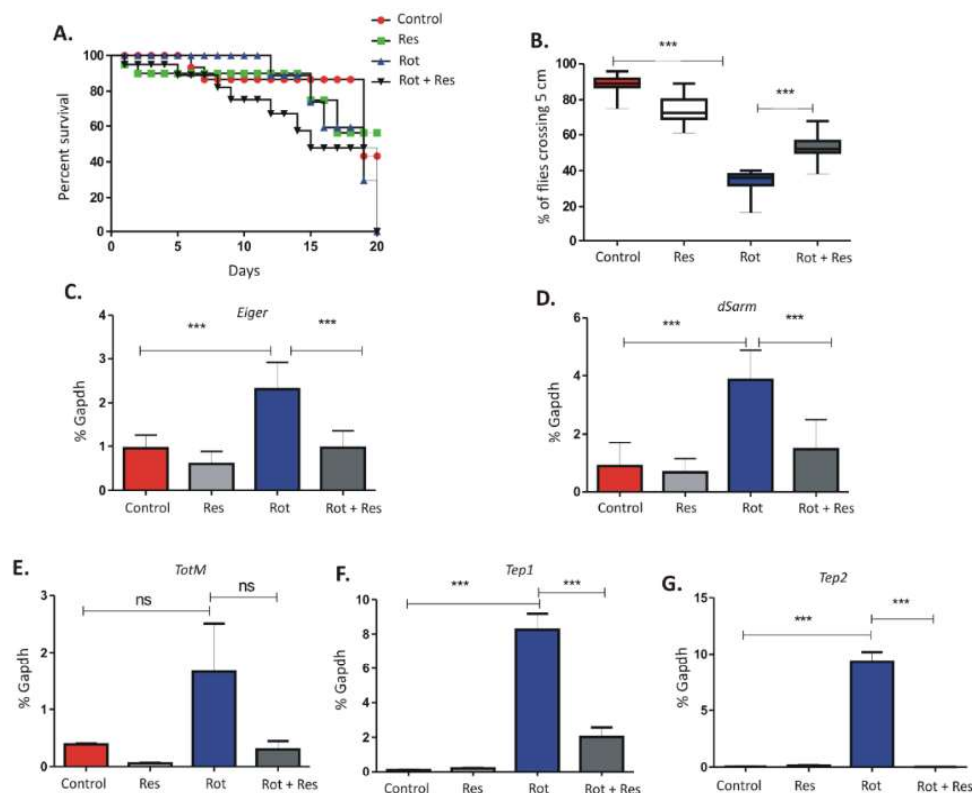 A.
Control
Res
Rot
Rot + Res
Percent survival
100
80
60
40
20
0
0 5 10 15 20
Days
B.
***
***
% of flies crossing 5 cm
100
80
60
40
20
0
Control Res Rot Rot + Res
C.
Eiger
*** ***
% Gapdh
4
3
2
1
0
Control Res Rot Rot + Res
D.
dSarm
*** ***
% Gapdh
6
4
2
0
Control Res Rot Rot + Res
E.
TotM
ns ns
% Gapdh
3
2
1
0
Control Res Rot Rot + Res
F.
Tep1
*** ***
% Gapdh
10
8
6
4
2
0
Control Res Rot Rot + Res
G.
Tep2
*** ***
% Gapdh
15
10
5
0
Control Res Rot Rot + Res